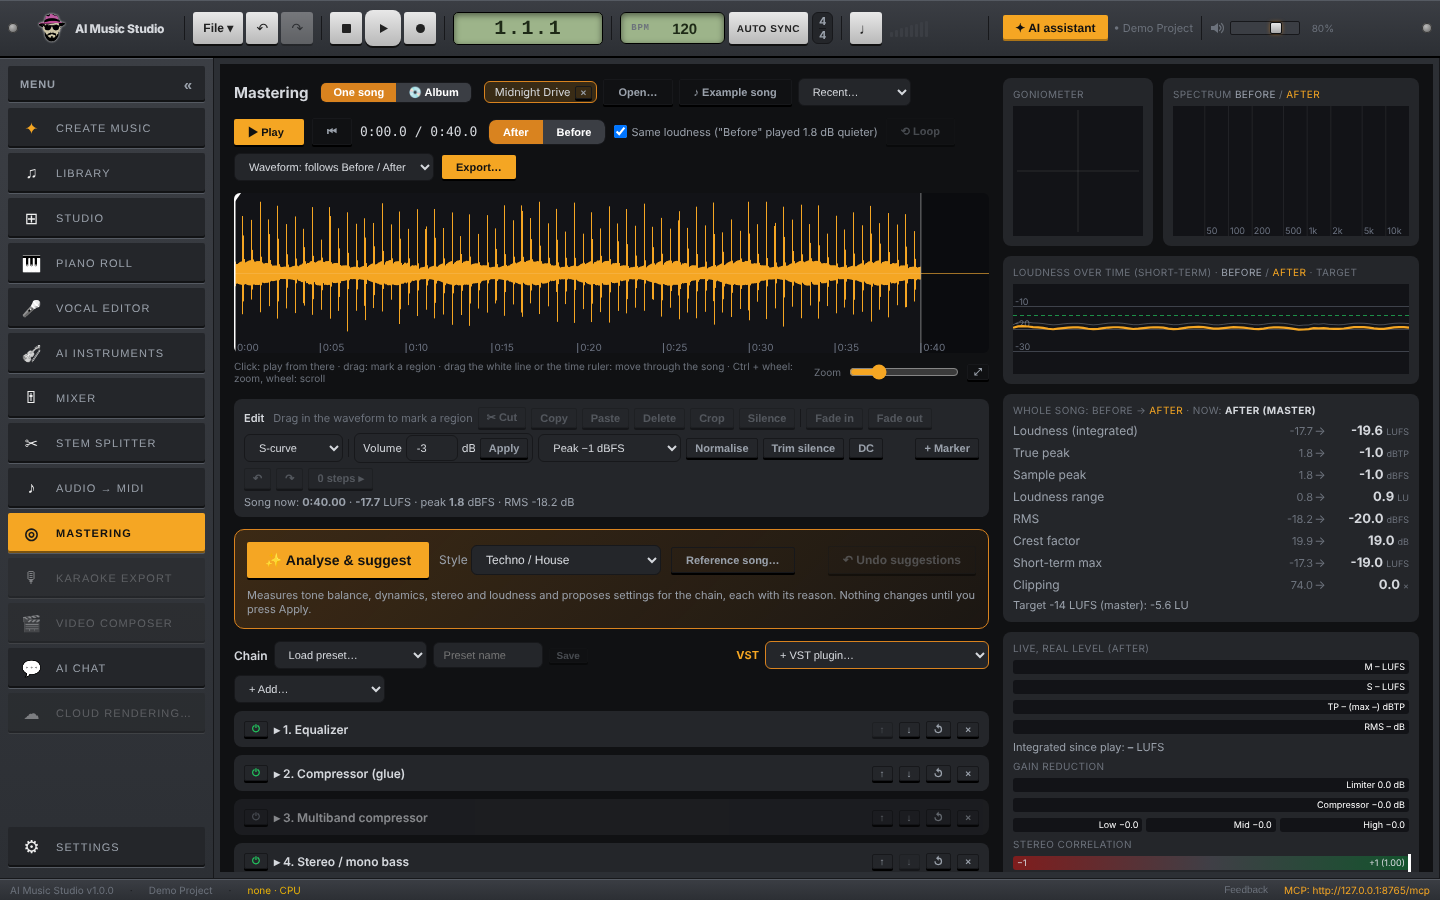 AI Music Studio
File ▾
1.1.1
BPM 120
AUTO SYNC
4
4
✦ AI assistant
• Demo Project
80%
MENU «
CREATE MUSIC
LIBRARY
STUDIO
PIANO ROLL
VOCAL EDITOR
AI INSTRUMENTS
MIXER
STEM SPLITTER
AUDIO → MIDI
MASTERING
KARAOKE EXPORT
VIDEO COMPOSER
AI CHAT
CLOUD RENDERING...
SETTINGS
Mastering One song Album Midnight Drive × Open... ♪ Example song Recent...
▶ Play 0:00.0 / 0:40.0 After Before Same loudness ("Before" played 1.8 dB quieter) ⟲ Loop
Waveform: follows Before / After Export...
0:00 0:05 0:10 0:15 0:20 0:25 0:30 0:35 0:40
Click: play from there · drag: mark a region · drag the white line or the time ruler: move through the song · Ctrl + wheel:
zoom, wheel: scroll
Zoom
Edit Drag in the waveform to mark a region ✂ Cut Copy Paste Delete Crop Silence Fade in Fade out
S-curve Volume -3 dB Apply Peak −1 dBFS Normalise Trim silence DC + Marker
↶ ↷ 0 steps ▸
Song now: 0:40.00 · -17.7 LUFS · peak 1.8 dBFS · RMS -18.2 dB
✨ Analyse & suggest Style Techno / House Reference song... ↶ Undo suggestions
Measures tone balance, dynamics, stereo and loudness and proposes settings for the chain, each with its reason. Nothing changes until you
press Apply.
Chain Load preset... Preset name Save VST + VST plugin...
+ Add...
▸ 1. Equalizer ↑ ↓ ↺ ×
▸ 2. Compressor (glue) ↑ ↓ ↺ ×
▸ 3. Multiband compressor ↑ ↓ ↺ ×
▸ 4. Stereo / mono bass ↑ ↓ ↺ ×
GONIOMETER
SPECTRUM BEFORE / AFTER
50 100 200 500 1k 2k 5k 10k
LOUDNESS OVER TIME (SHORT-TERM) · BEFORE / AFTER · TARGET
-10
-20
-30
WHOLE SONG: BEFORE → AFTER · NOW: AFTER (MASTER)
Loudness (integrated) -17.7 → -19.6 LUFS
True peak 1.8 → -1.0 dBTP
Sample peak 1.8 → -1.0 dBFS
Loudness range 0.8 → 0.9 LU
RMS -18.2 → -20.0 dBFS
Crest factor 19.9 → 19.0 dB
Short-term max -17.3 → -19.0 LUFS
Clipping 74.0 → 0.0 ×
Target -14 LUFS (master): -5.6 LU
LIVE, REAL LEVEL (AFTER)
M – LUFS
S – LUFS
TP – (max –) dBTP
RMS – dB
Integrated since play: – LUFS
GAIN REDUCTION
Limiter 0.0 dB
Compressor −0.0 dB
Low −0.0 Mid −0.0 High −0.0
STEREO CORRELATION
−1 +1 (1.00)
AI Music Studio v1.0.0 · Demo Project · none · CPU
Feedback MCP: http://127.0.0.1:8765/mcp